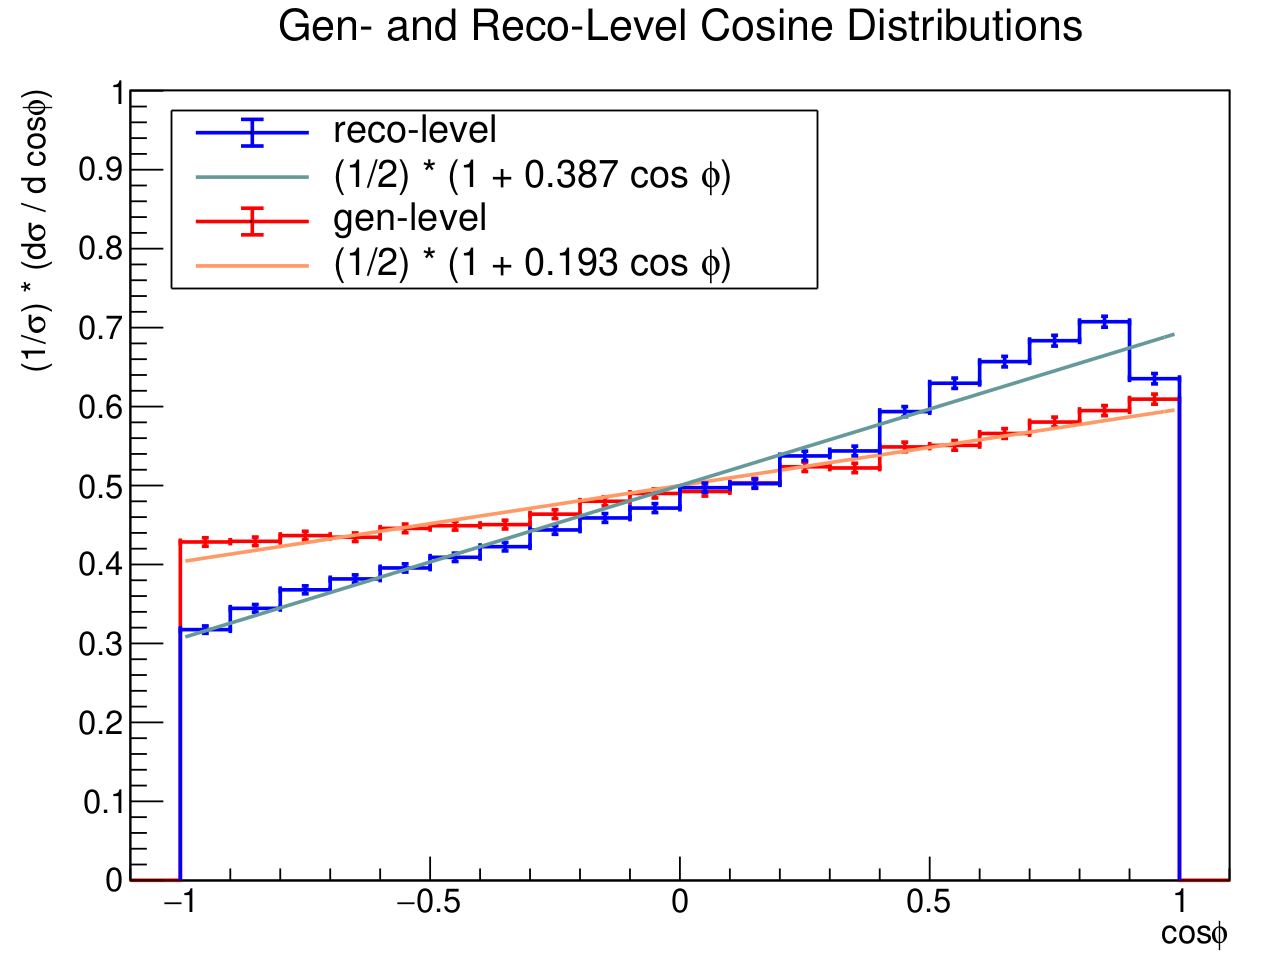 Gen- and Reco-Level Cosine Distributions
(1/σ) * (dσ / d cosϕ)
1
0.9
0.8
0.7
0.6
0.5
0.4
0.3
0.2
0.1
0
reco-level
(1/2) * (1 + 0.387 cos ϕ)
gen-level
(1/2) * (1 + 0.193 cos ϕ)
−1 −0.5 0 0.5 1
cosϕ